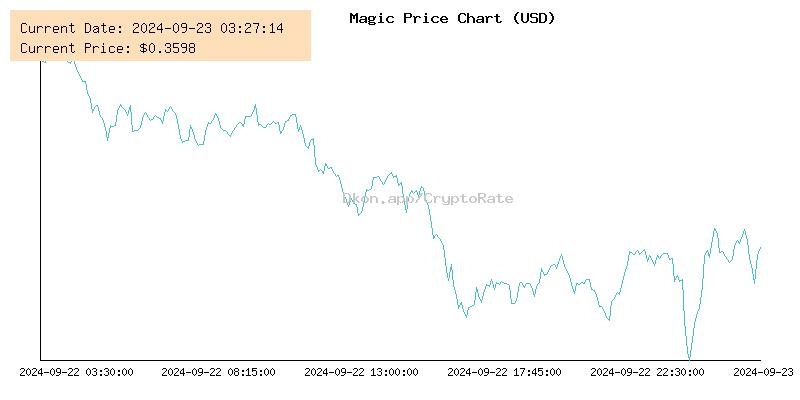 Magic Price Chart (USD)
Current Date: 2024-09-23 03:27:14
Current Price: $0.3598
Dkon.app/CryptoRate
2024-09-22 03:30:00
2024-09-22 08:15:00
2024-09-22 13:00:00
2024-09-22 17:45:00
2024-09-22 22:30:00
2024-09-23